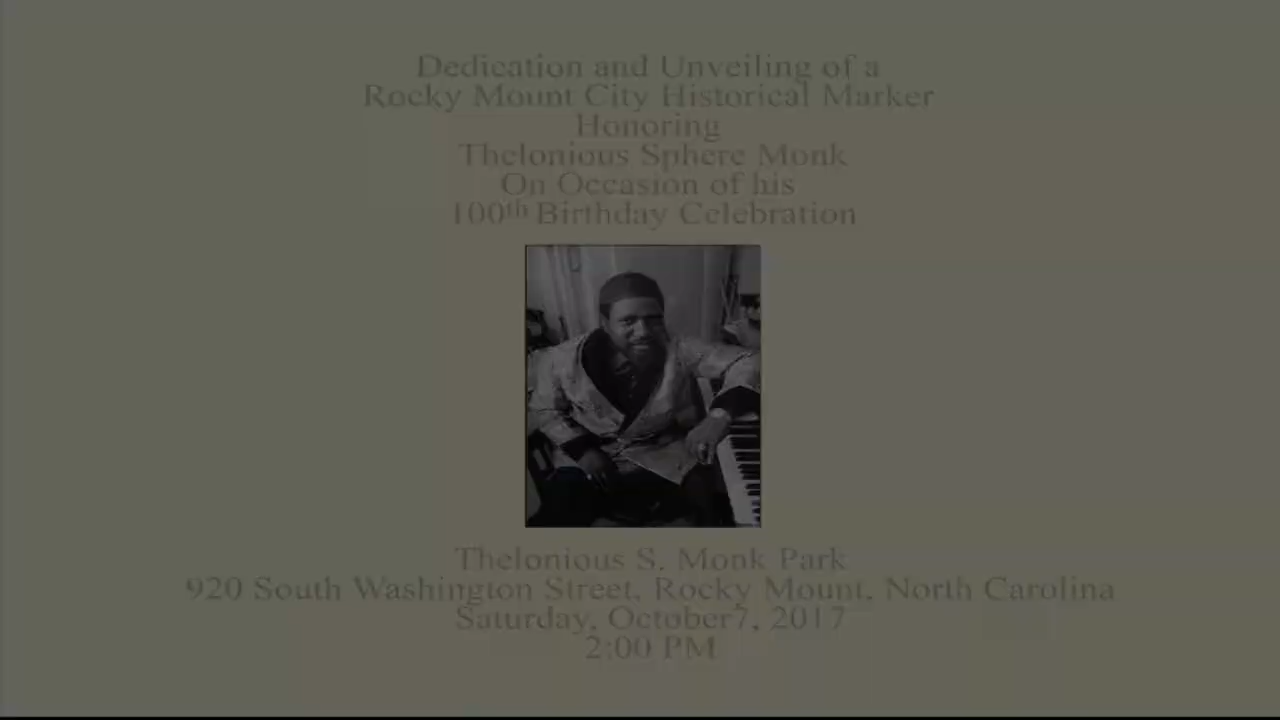 Dedication and Unveiling of a
Rocky Mount City Historical Marker
Honoring
Thelonious Sphere Monk
On Occasion of his
100th Birthday Celebration
Thelonious S. Monk Park
920 South Washington Street, Rocky Mount, North Carolina
Saturday, October7, 2017
2:00 PM